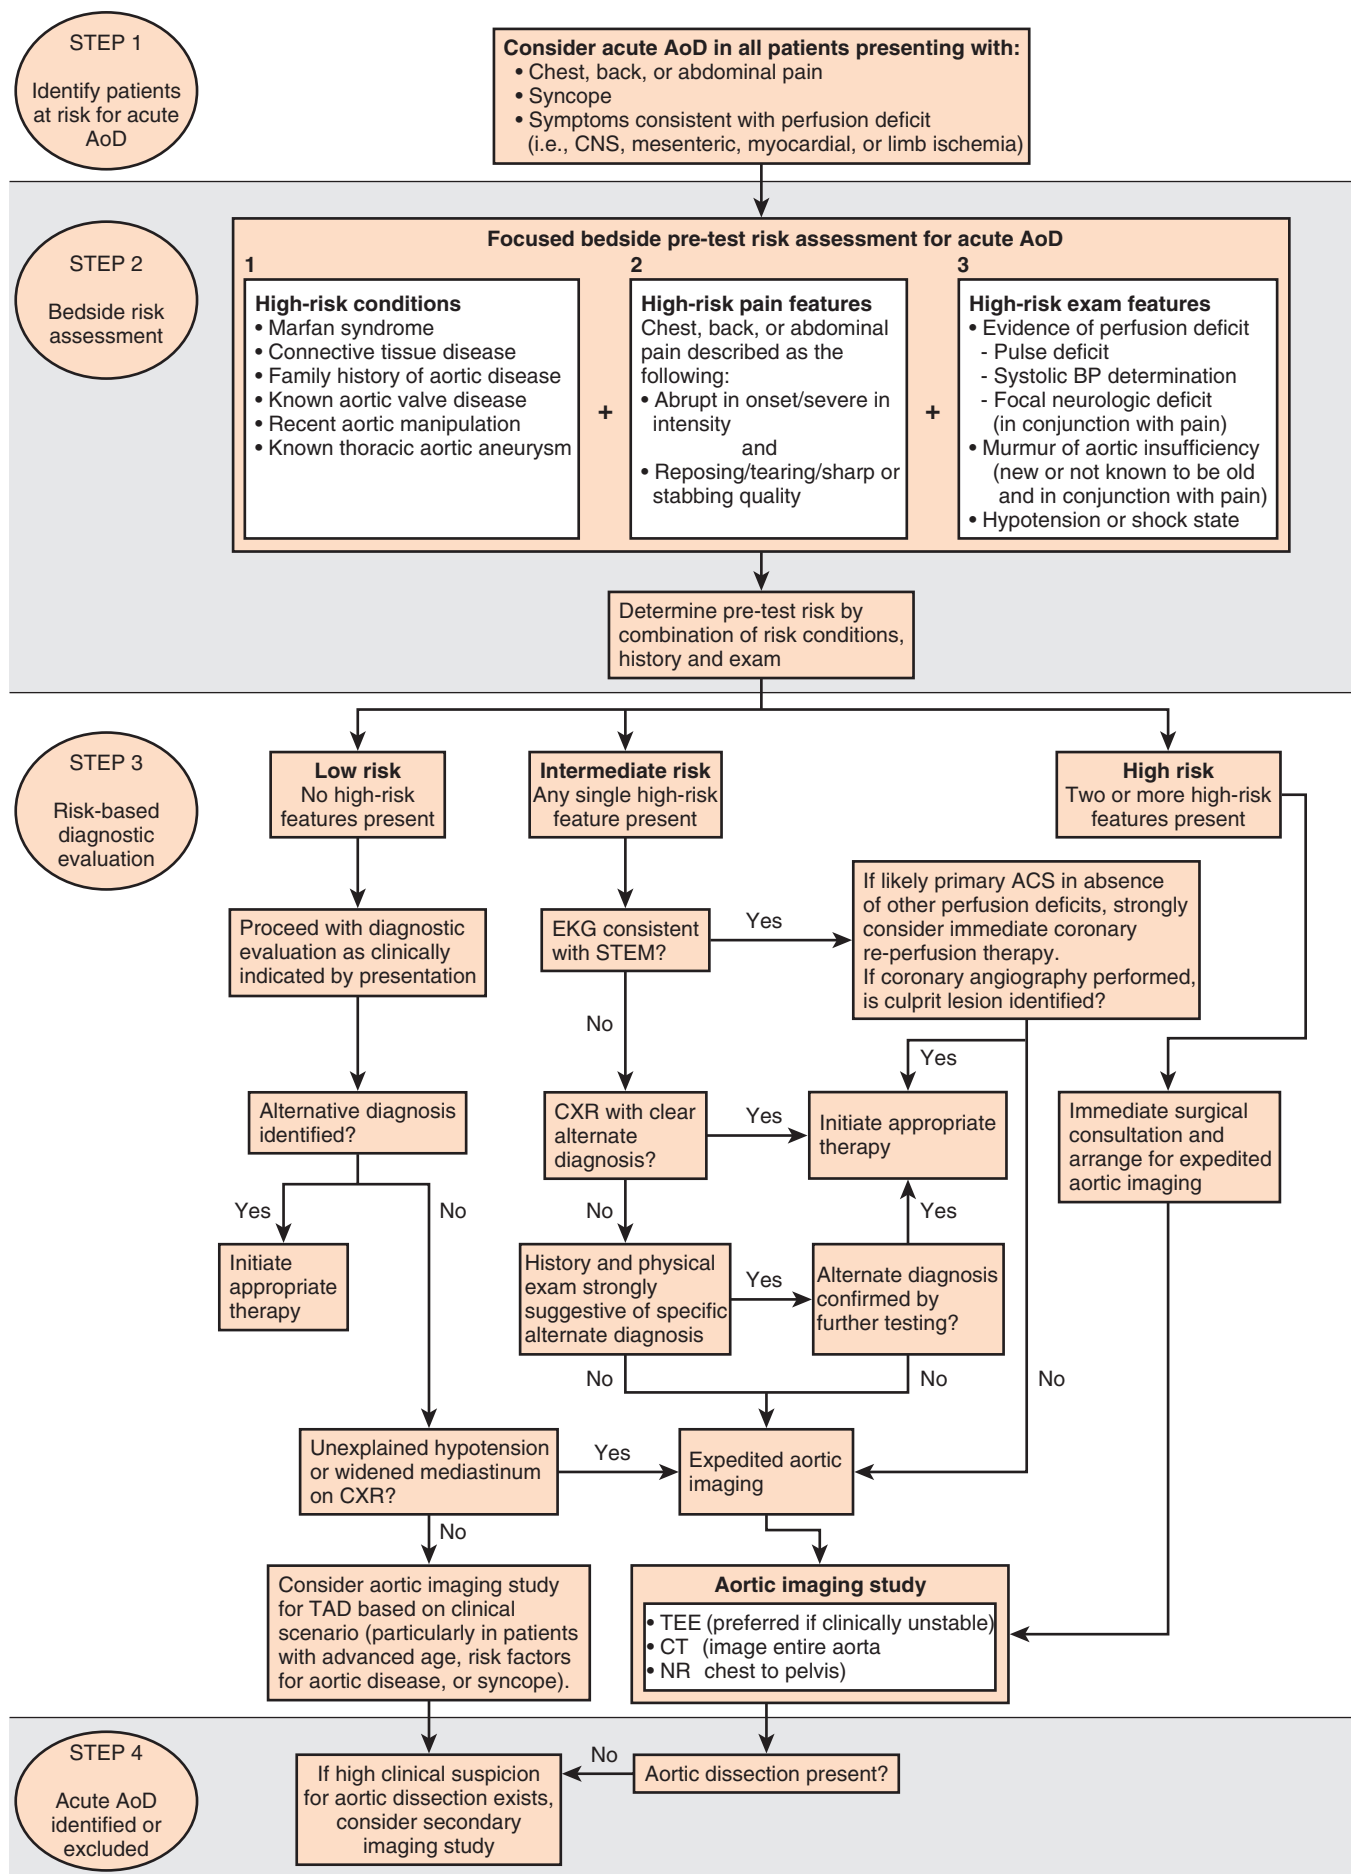 STEP 1
Identify patients
at risk for acute
AoD
Consider acute AoD in all patients presenting with:
• Chest, back, or abdominal pain
• Syncope
• Symptoms consistent with perfusion deficit
(i.e., CNS, mesenteric, myocardial, or limb ischemia)
STEP 2
Bedside risk
assessment
Focused bedside pre-test risk assessment for acute AoD
1
High-risk conditions
• Marfan syndrome
• Connective tissue disease
• Family history of aortic disease
• Known aortic valve disease
• Recent aortic manipulation
• Known thoracic aortic aneurysm
+
2
High-risk pain features
Chest, back, or abdominal
pain described as the
following:
• Abrupt in onset/severe in
intensity
and
• Reposing/tearing/sharp or
stabbing quality
+
3
High-risk exam features
• Evidence of perfusion deficit
- Pulse deficit
- Systolic BP determination
- Focal neurologic deficit
(in conjunction with pain)
• Murmur of aortic insufficiency
(new or not known to be old
and in conjunction with pain)
• Hypotension or shock state
Determine pre-test risk by
combination of risk conditions,
history and exam
STEP 3
Risk-based
diagnostic
evaluation
Low risk
No high-risk
features present
Intermediate risk
Any single high-risk
feature present
High risk
Two or more high-risk
features present
Proceed with diagnostic
evaluation as clinically
indicated by presentation
EKG consistent
with STEM?
Yes
If likely primary ACS in absence
of other perfusion deficits, strongly
consider immediate coronary
re-perfusion therapy.
If coronary angiography performed,
is culprit lesion identified?
No
Yes
Alternative diagnosis
identified?
CXR with clear
alternate
diagnosis?
Yes
Initiate appropriate
therapy
Immediate surgical
consultation and
arrange for expedited
aortic imaging
Yes
No
No
Yes
Initiate
appropriate
therapy
History and physical
exam strongly
suggestive of specific
alternate diagnosis
Yes
Alternate diagnosis
confirmed by
further testing?
No
No
No
Unexplained hypotension
or widened mediastinum
on CXR?
Yes
Expedited aortic
imaging
No
Consider aortic imaging study
for TAD based on clinical
scenario (particularly in patients
with advanced age, risk factors
for aortic disease, or syncope).
Aortic imaging study
• TEE (preferred if clinically unstable)
• CT (image entire aorta
• NR chest to pelvis)
STEP 4
Acute AoD
identified or
excluded
If high clinical suspicion
for aortic dissection exists,
consider secondary
imaging study
No
Aortic dissection present?